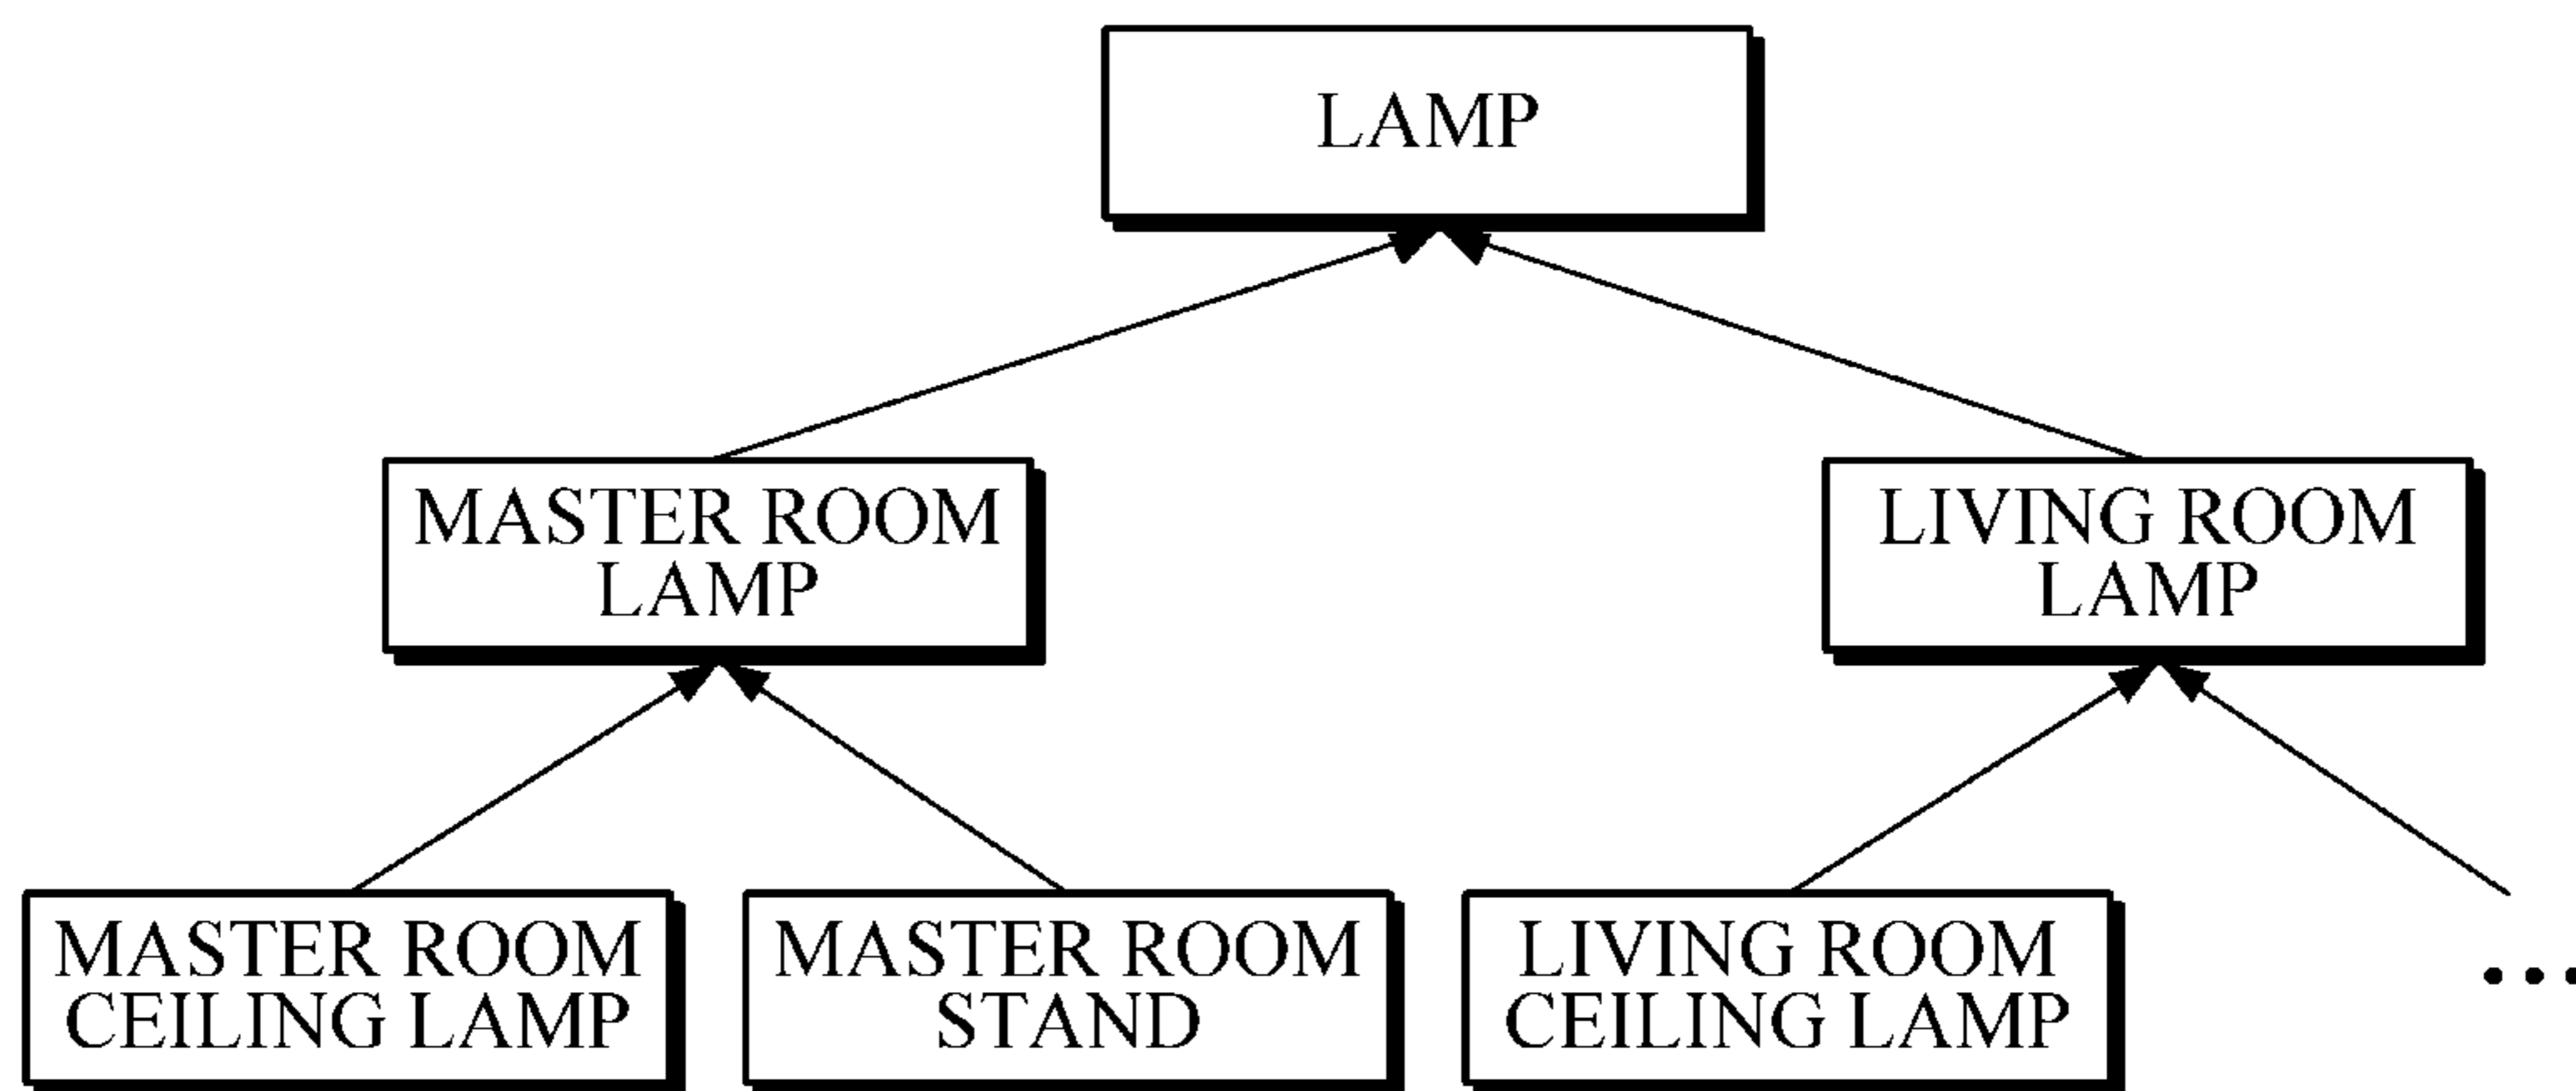 LAMP
MASTER ROOM
LAMP
LIVING ROOM
LAMP
MASTER ROOM
CEILING LAMP
MASTER ROOM
STAND
LIVING ROOM
CEILING LAMP
...